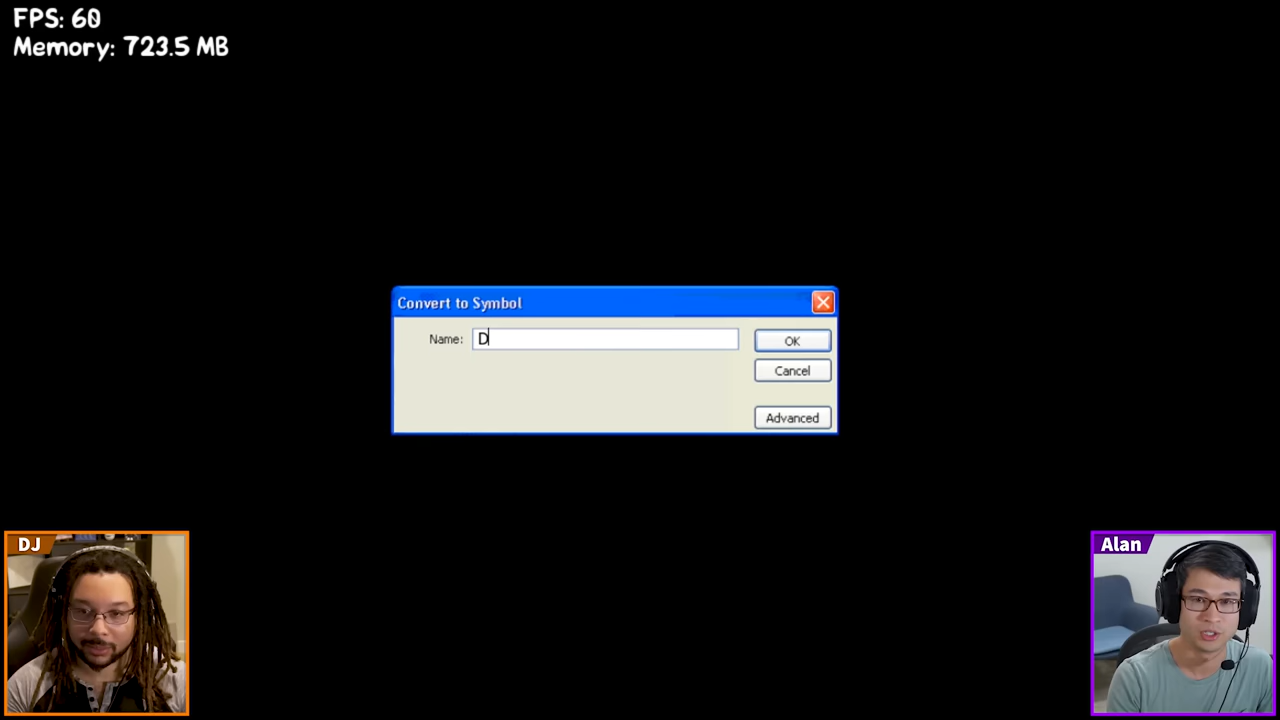 FPS: 60
Memory: 723.5 MB
Convert to Symbol
Name: D
OK
Cancel
Advanced
DJ
Alan